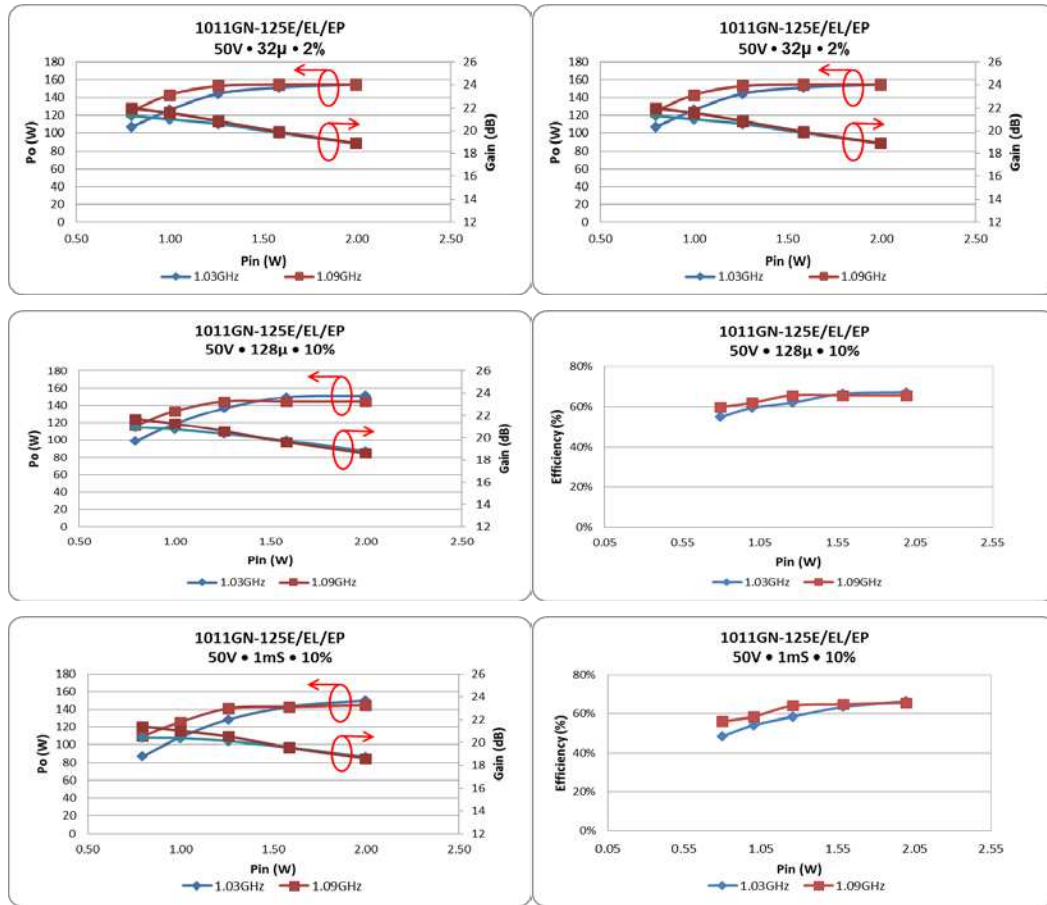 1011GN-125E/EL/EP
50V • 32µ • 2%
Po (W)
180
160
140
120
100
80
60
40
20
0
26
24
22
20
18
16
14
12
Gain (dB)
0.50 1.00 1.50 2.00 2.50
Pin (W)
1.03GHz 1.09GHz
1011GN-125E/EL/EP
50V • 32µ • 2%
Po (W)
180
160
140
120
100
80
60
40
20
0
26
24
22
20
18
16
14
12
Gain (dB)
0.50 1.00 1.50 2.00 2.50
Pin (W)
1.03GHz 1.09GHz
1011GN-125E/EL/EP
50V • 128µ • 10%
Po (W)
180
160
140
120
100
80
60
40
20
0
26
24
22
20
18
16
14
12
Gain (dB)
0.50 1.00 1.50 2.00 2.50
Pin (W)
1.03GHz 1.09GHz
1011GN-125E/EL/EP
50V • 128µ • 10%
Efficiency (%)
80%
60%
40%
20%
0%
0.05 0.55 1.05 1.55 2.05 2.55
Pin (W)
1.03GHz 1.09GHz
1011GN-125E/EL/EP
50V • 1mS • 10%
Po (W)
180
160
140
120
100
80
60
40
20
0
26
24
22
20
18
16
14
12
Gain (dB)
0.50 1.00 1.50 2.00 2.50
Pin (W)
1.03GHz 1.09GHz
1011GN-125E/EL/EP
50V • 1mS • 10%
Efficiency (%)
80%
60%
40%
20%
0%
0.05 0.55 1.05 1.55 2.05 2.55
Pin (W)
1.03GHz 1.09GHz